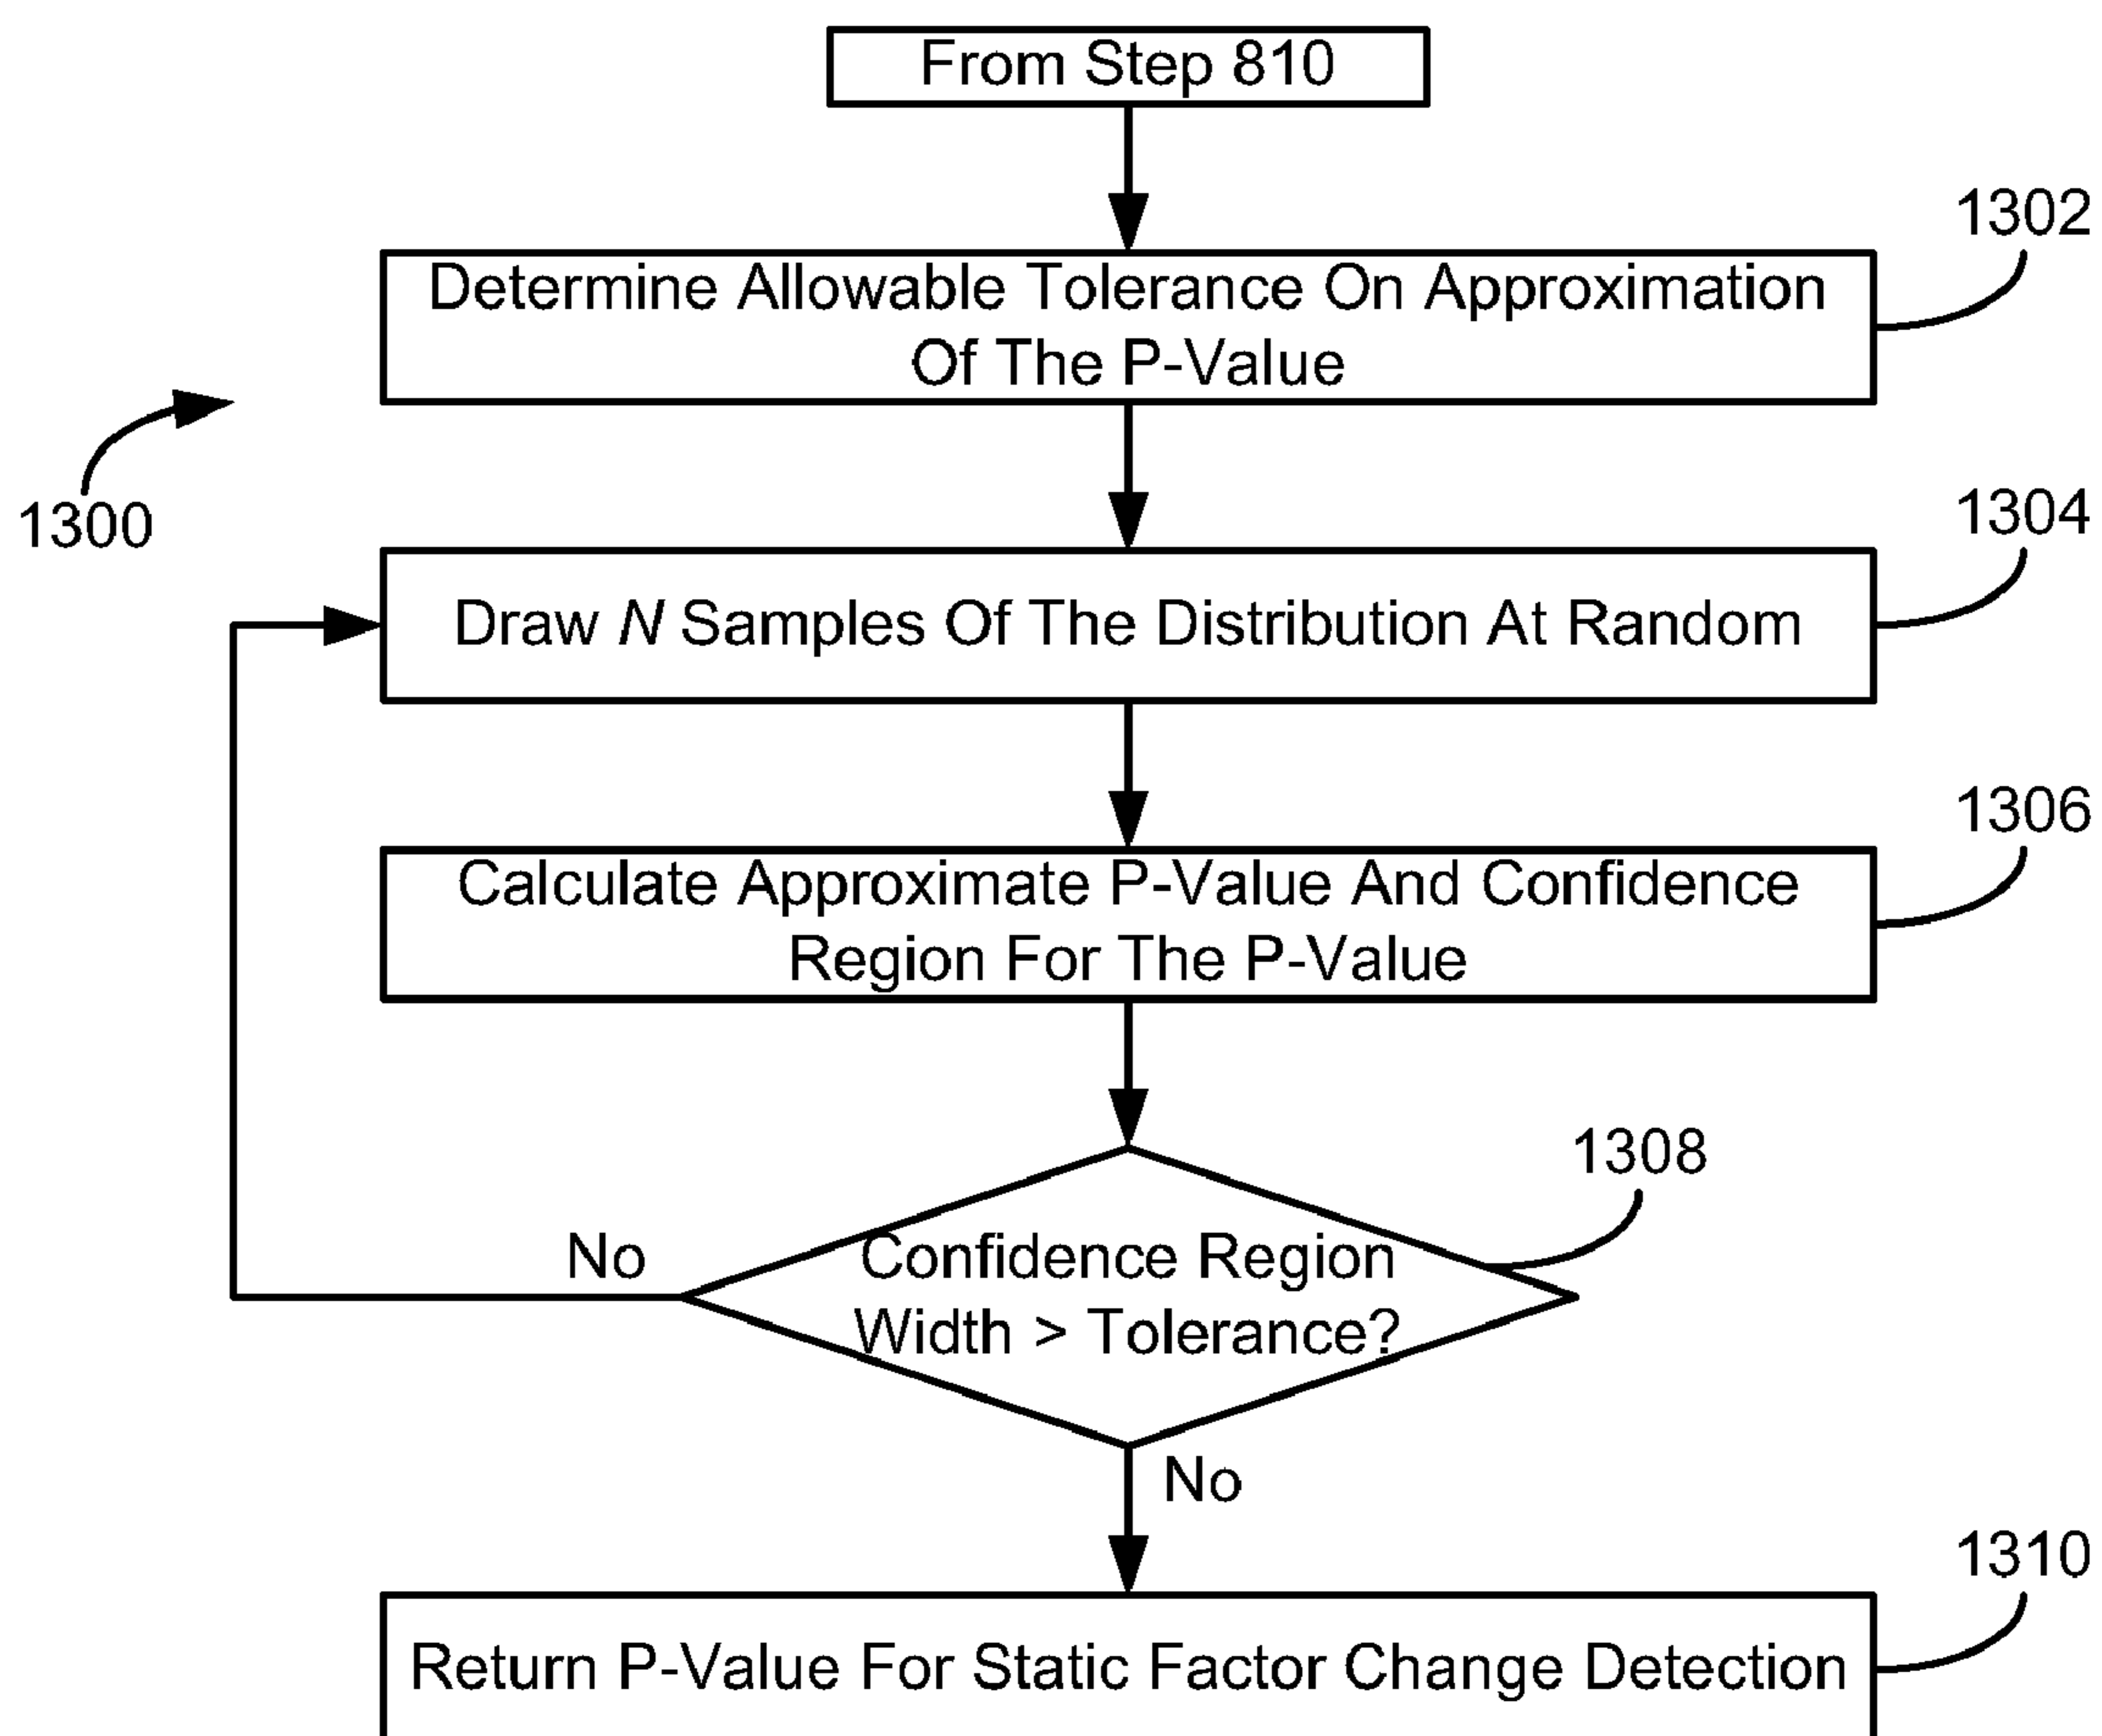 From Step 810
1302
Determine Allowable Tolerance On Approximation
Of The P-Value
1300
1304
Draw N Samples Of The Distribution At Random
1306
Calculate Approximate P-Value And Confidence
Region For The P-Value
1308
No
Confidence Region
Width > Tolerance?
No
1310
Return P-Value For Static Factor Change Detection